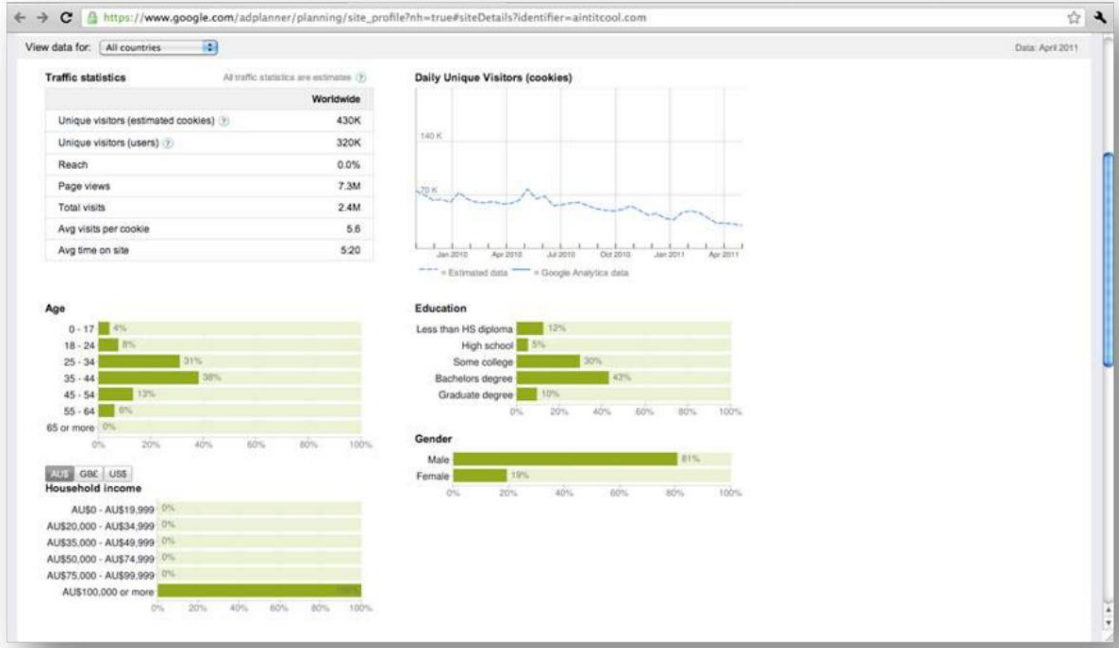 https://www.google.com/adplanner/planning/site_profile?nh=true#siteDetails?identifier=aintitcool.com
View data for: All countries
Data: April 2011
Traffic statistics
All traffic statistics are estimates ?
Worldwide
Unique visitors (estimated cookies) ? 430K
Unique visitors (users) ? 320K
Reach 0.0%
Page views 7.3M
Total visits 2.4M
Avg visits per cookie 5.6
Avg time on site 5:20
Daily Unique Visitors (cookies)
140 K
70 K
Jan 2010 Apr 2010 Jul 2010 Oct 2010 Jan 2011 Apr 2011
= Estimated data = Google Analytics data
Age
0 - 17 4%
18 - 24 8%
25 - 34 31%
35 - 44 38%
45 - 54 13%
55 - 64 6%
65 or more 0%
0% 20% 40% 60% 80% 100%
Education
Less than HS diploma 12%
High school 5%
Some college 30%
Bachelors degree 43%
Graduate degree 10%
0% 20% 40% 60% 80% 100%
Gender
Male 81%
Female 19%
0% 20% 40% 60% 80% 100%
AU$ GB£ US$
Household income
AU$0 - AU$19,999 0%
AU$20,000 - AU$34,999 0%
AU$35,000 - AU$49,999 0%
AU$50,000 - AU$74,999 0%
AU$75,000 - AU$99,999 0%
AU$100,000 or more 100%
0% 20% 40% 60% 80% 100%